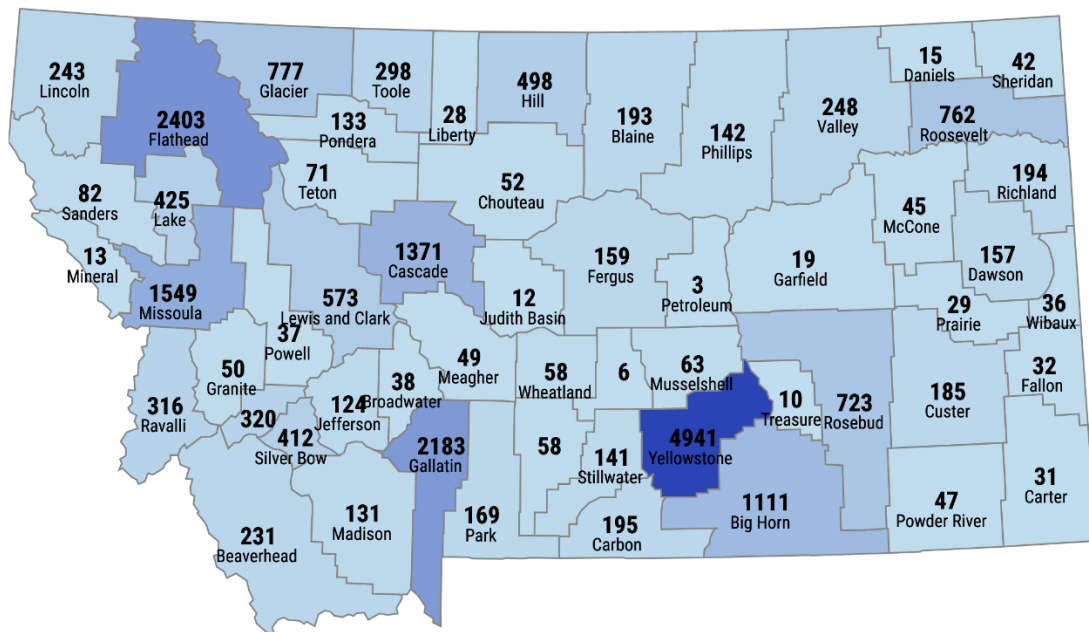 243
Lincoln
2403
Flathead
777
Glacier
298
Toole
28
Liberty
498
Hill
193
Blaine
142
Phillips
248
Valley
15
Daniels
42
Sheridan
762
Roosevelt
133
Pondera
71
Teton
52
Chouteau
82
Sanders
425
Lake
13
Mineral
1549
Missoula
573
Lewis and Clark
1371
Cascade
12
Judith Basin
159
Fergus
3
Petroleum
19
Garfield
45
McCone
194
Richland
157
Dawson
29
Prairie
36
Wibaux
37
Powell
50
Granite
316
Ravalli
320
412
Silver Bow
124
Jefferson
38
Broadwater
49
Meagher
58
Wheatland
6
63
Musselshell
10
Treasure
723
Rosebud
185
Custer
32
Fallon
2183
Gallatin
58
141
Stillwater
4941
Yellowstone
1111
Big Horn
47
Powder River
31
Carter
231
Beaverhead
131
Madison
169
Park
195
Carbon